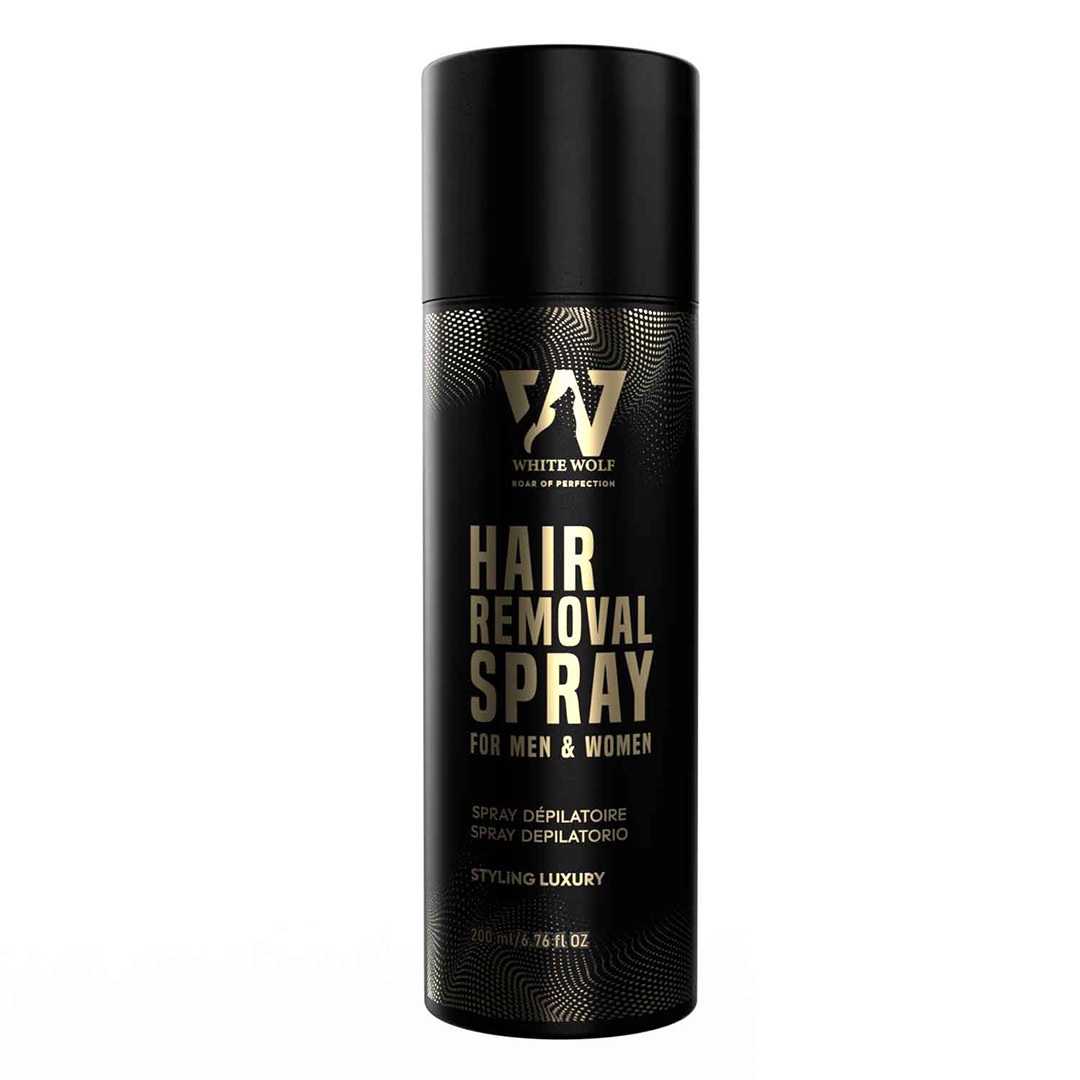 WHITE WOLF
ROAR OF PERFECTION
HAIR
REMOVAL
SPRAY
FOR MEN & WOMEN
SPRAY DÉPILATOIRE
SPRAY DEPILATORIO
STYLING LUXURY
200 ml/6.76 fl OZ